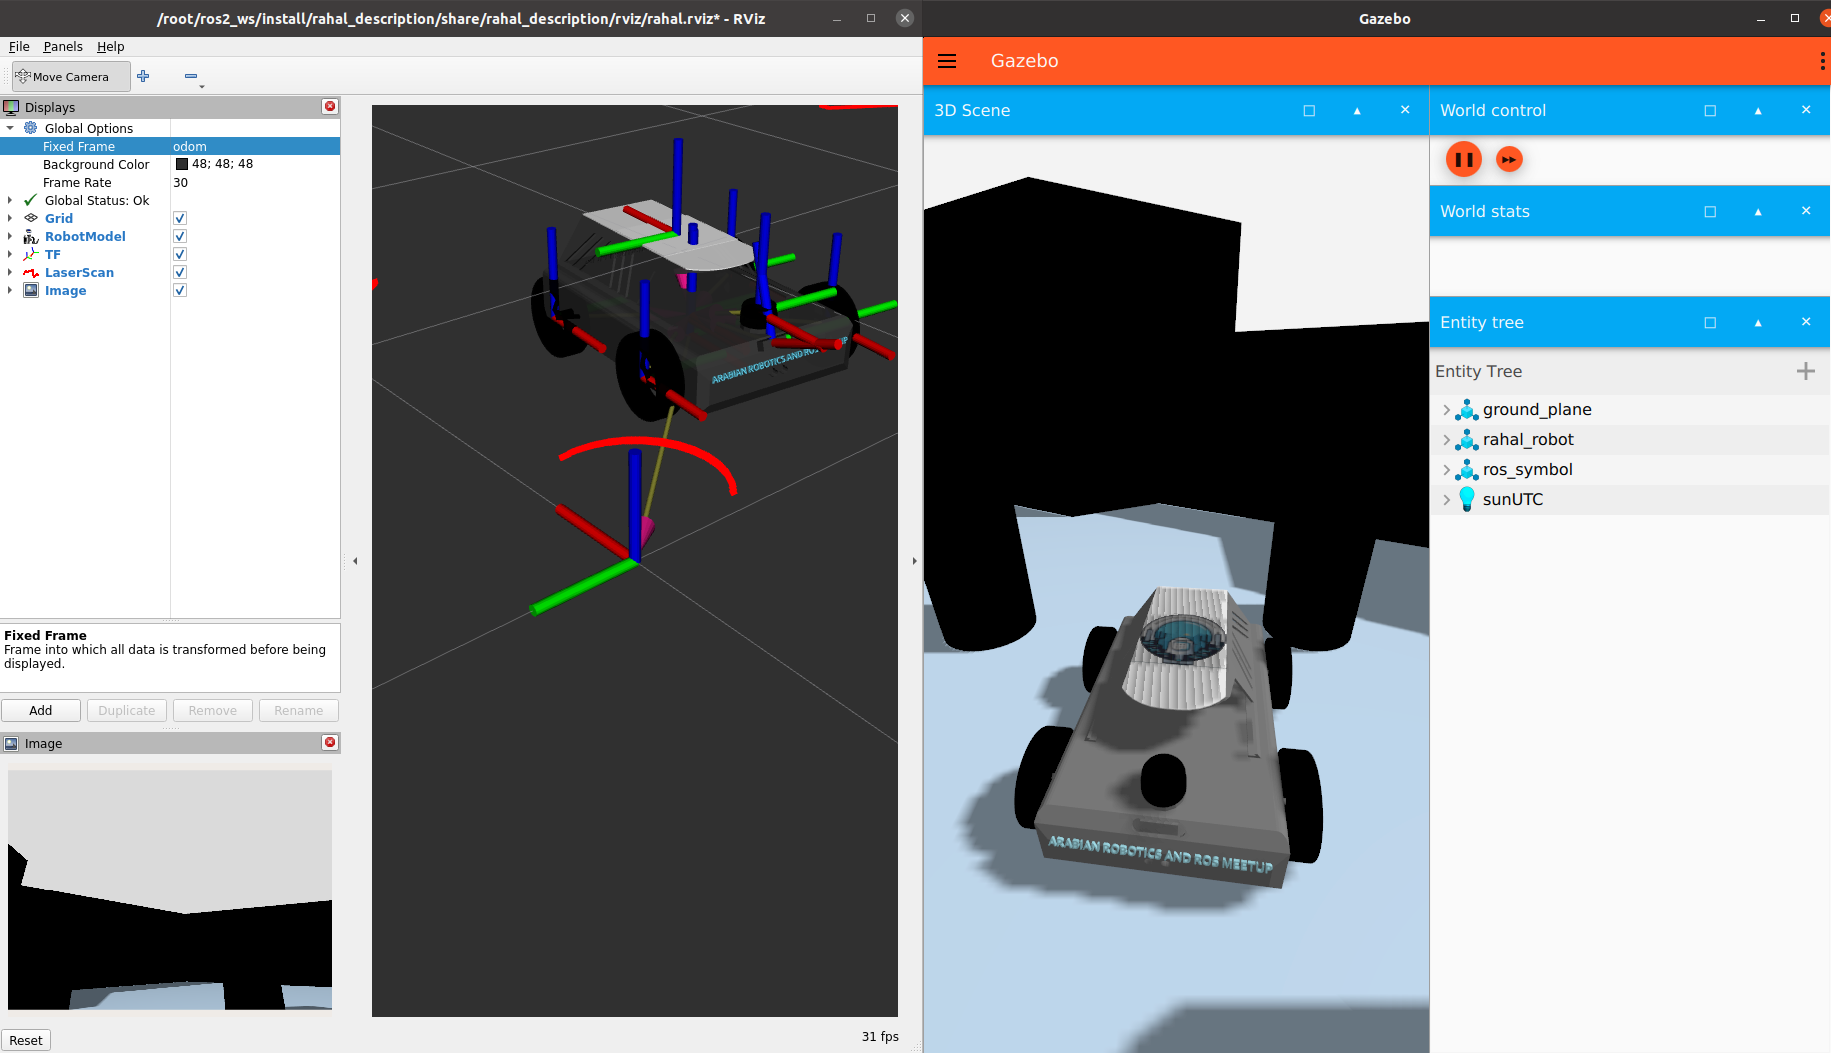 /root/ros2_ws/install/rahal_description/share/rahal_description/rviz/rahal.rviz* - RViz
File Panels Help
Move Camera
Displays
Global Options
Fixed Frame odom
Background Color 48; 48; 48
Frame Rate 30
Global Status: Ok
Grid
RobotModel
TF
LaserScan
Image
Fixed Frame
Frame into which all data is transformed before being
displayed.
Add Duplicate Remove Rename
Image
Reset
ARABIAN ROBOTICS AND
31 fps
Gazebo
Gazebo
3D Scene
ARABIAN ROBOTICS AND ROS MEETUP
World control
World stats
Entity tree
Entity Tree
ground_plane
rahal_robot
ros_symbol
sunUTC